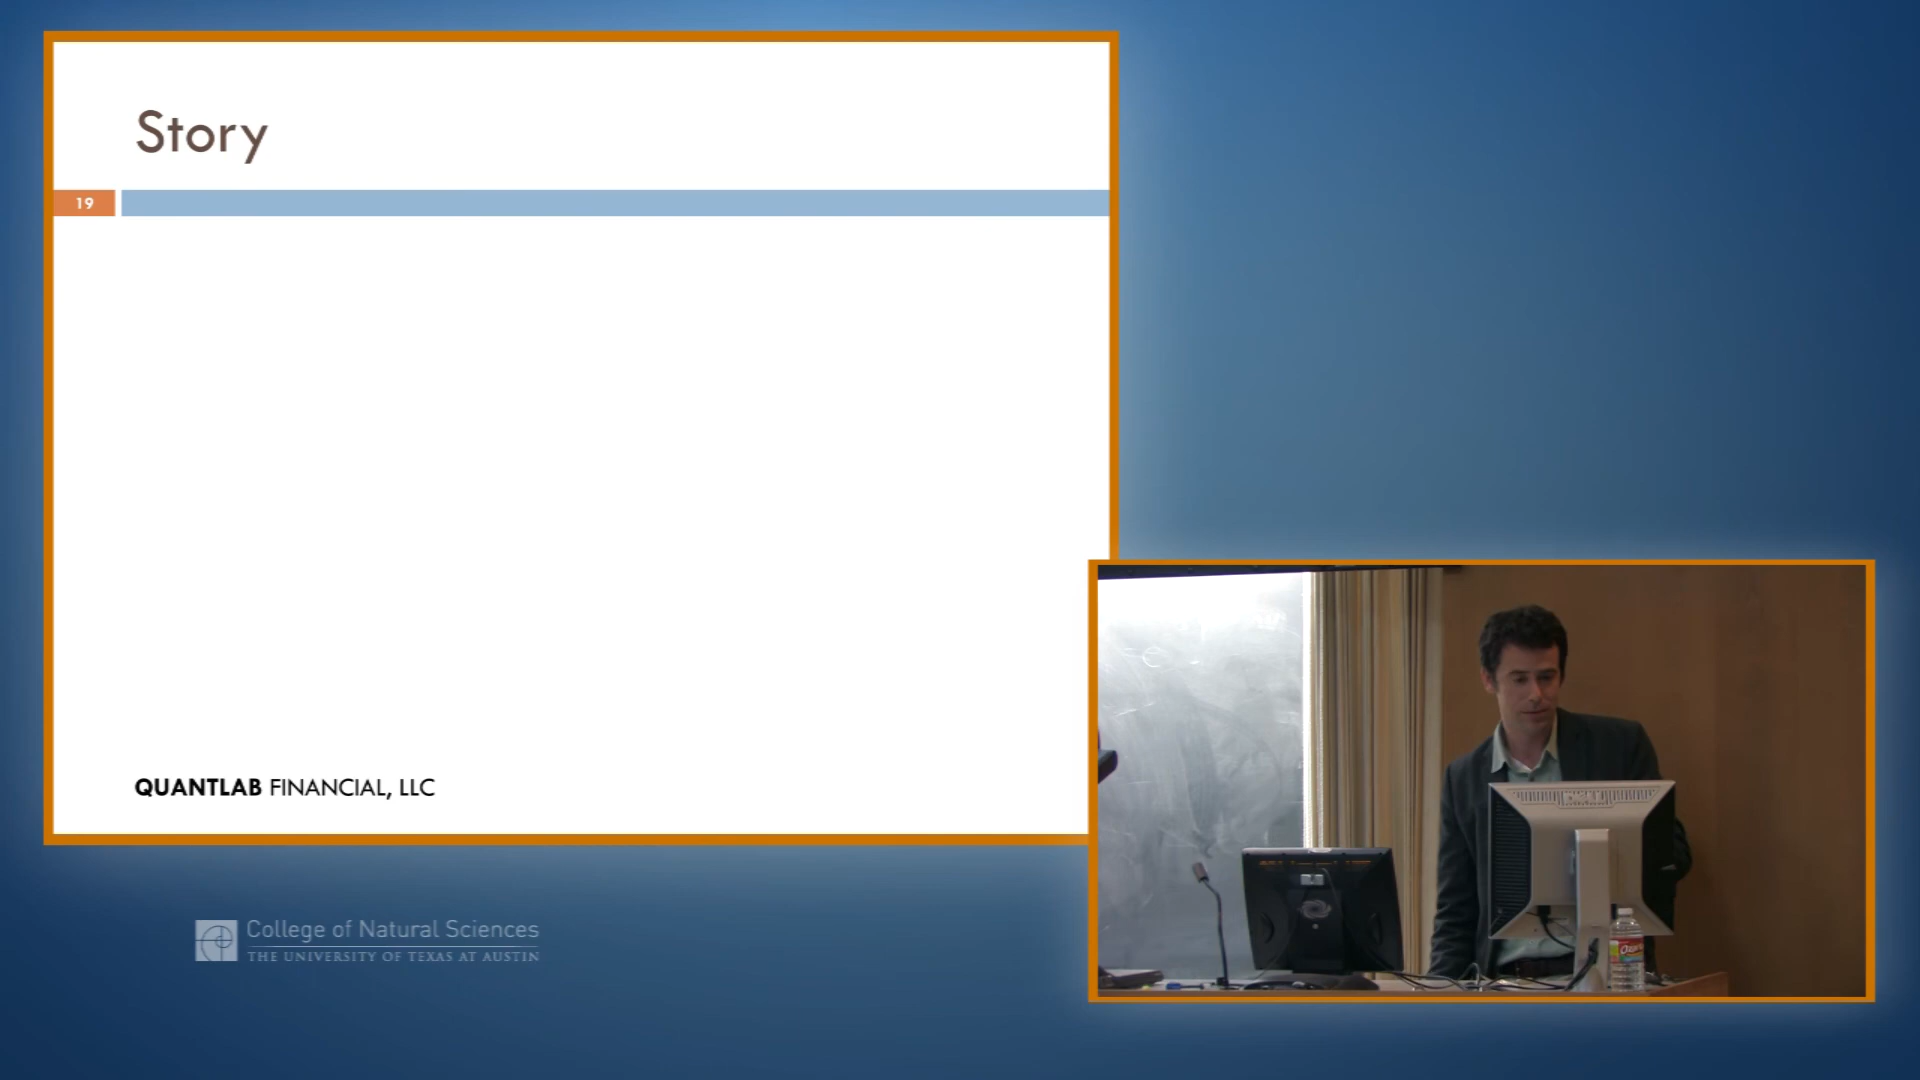 Story
19
QUANTLAB FINANCIAL, LLC
College of Natural Sciences
THE UNIVERSITY OF TEXAS AT AUSTIN